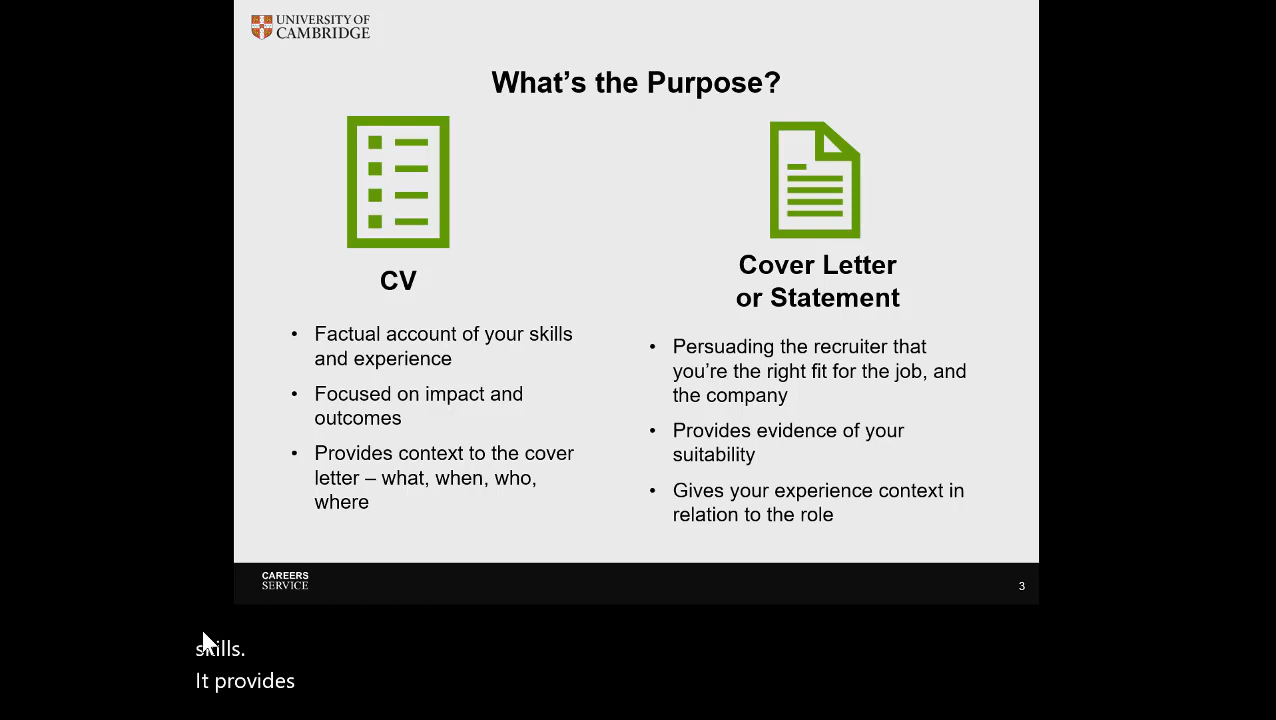 UNIVERSITY OF
CAMBRIDGE
What’s the Purpose?
CV
• Factual account of your skills
and experience
• Focused on impact and
outcomes
• Provides context to the cover
letter – what, when, who,
where
Cover Letter
or Statement
• Persuading the recruiter that
you’re the right fit for the job, and
the company
• Provides evidence of your
suitability
• Gives your experience context in
relation to the role
CAREERS
SERVICE
3
skills.
It provides